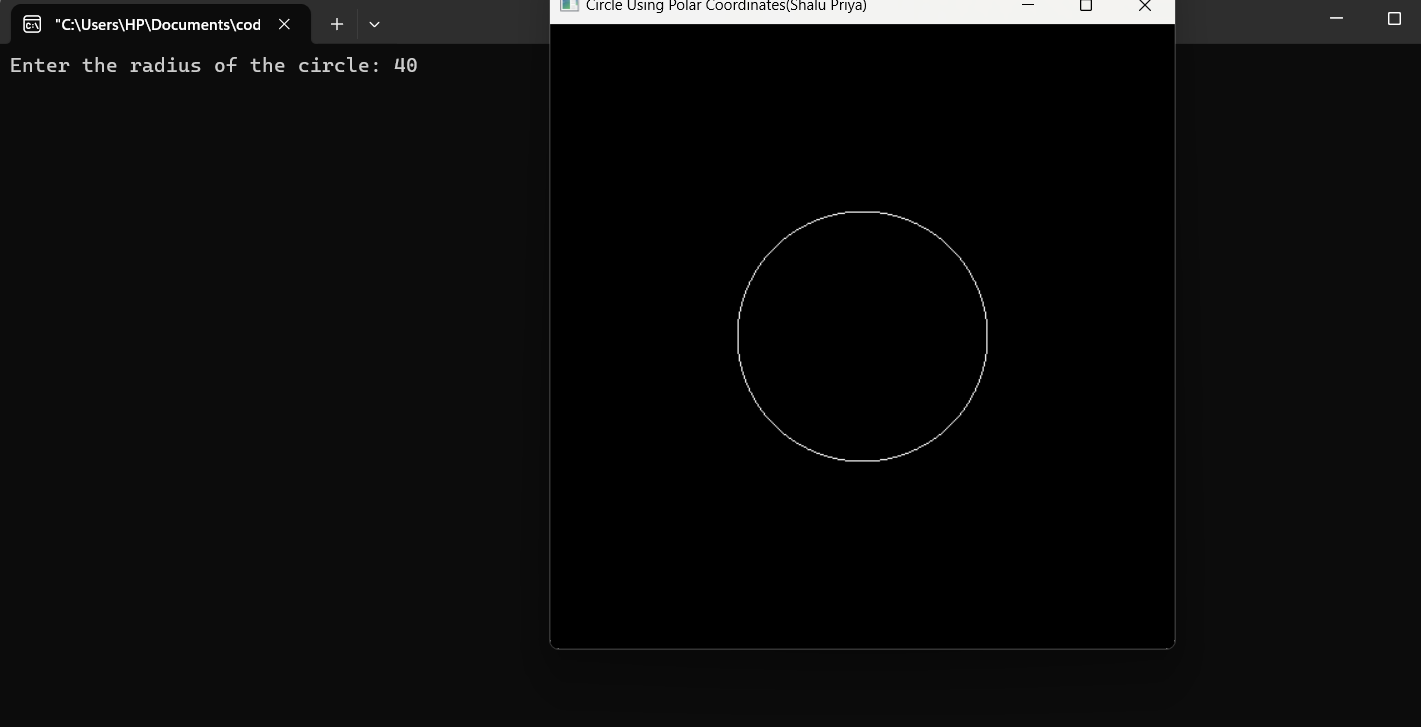 "C:\Users\HP\Documents\cod
Circle Using Polar Coordinates(Shalu Priya)
Enter the radius of the circle: 40